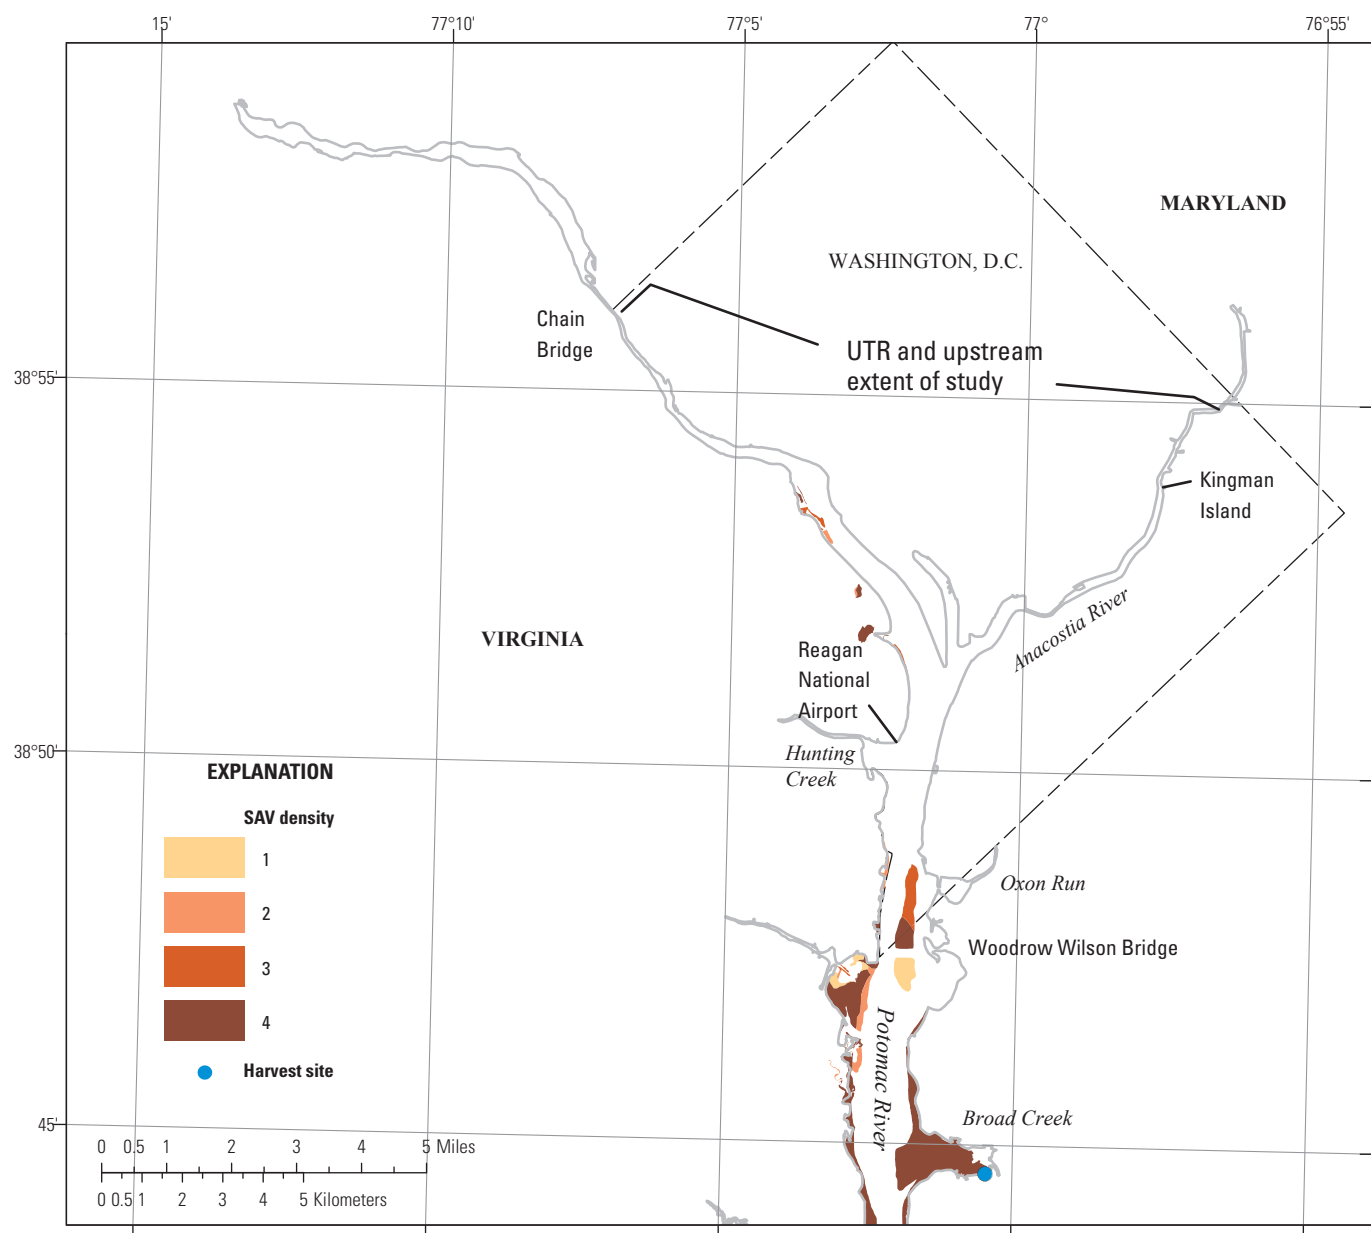 15'
77°10'
77°5'
77°
76°55'
MARYLAND
WASHINGTON, D.C.
Chain
Bridge
UTR and upstream
extent of study
38°55'
Kingman
Island
Anacostia River
VIRGINIA
Reagan
National
Airport
38°50'
Hunting
Creek
EXPLANATION
SAV density
1
2
3
4
Harvest site
Oxon Run
Woodrow Wilson Bridge
Potomac River
Broad Creek
45'
0 0.5 1 2 3 4 5 Miles
0 0.5 1 2 3 4 5 Kilometers